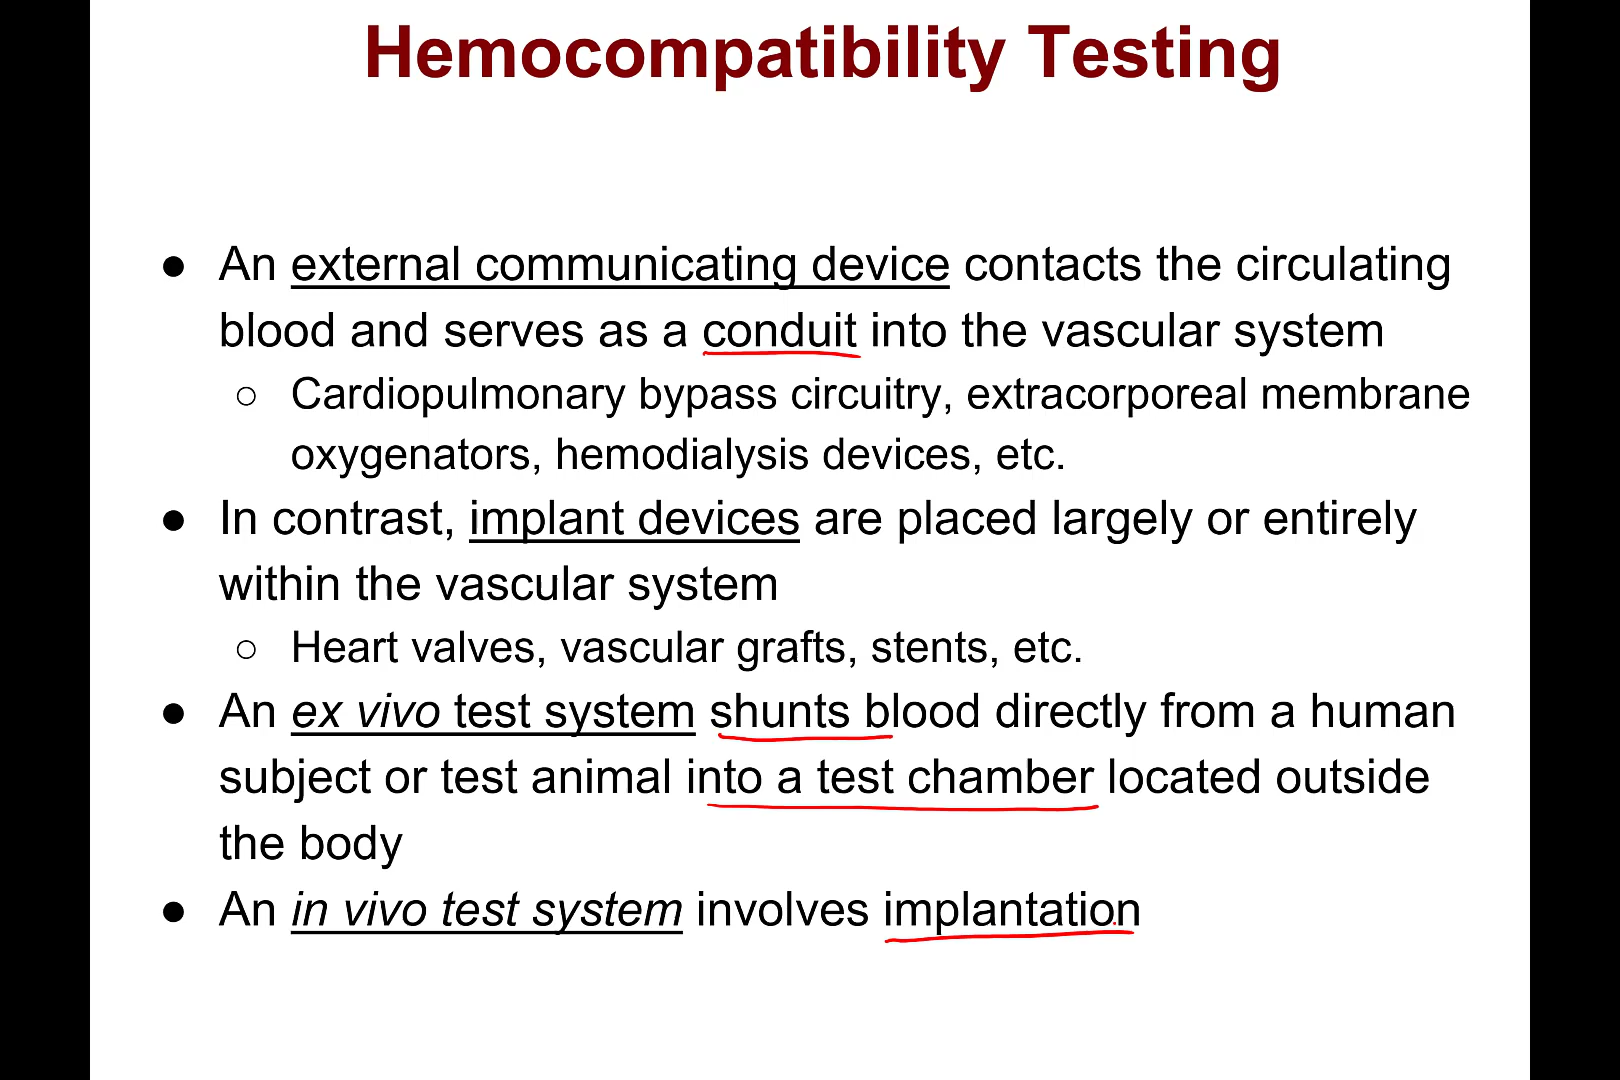 Hemocompatibility Testing
● An external communicating device contacts the circulating
blood and serves as a conduit into the vascular system
○ Cardiopulmonary bypass circuitry, extracorporeal membrane
oxygenators, hemodialysis devices, etc.
● In contrast, implant devices are placed largely or entirely
within the vascular system
○ Heart valves, vascular grafts, stents, etc.
● An ex vivo test system shunts blood directly from a human
subject or test animal into a test chamber located outside
the body
● An in vivo test system involves implantation